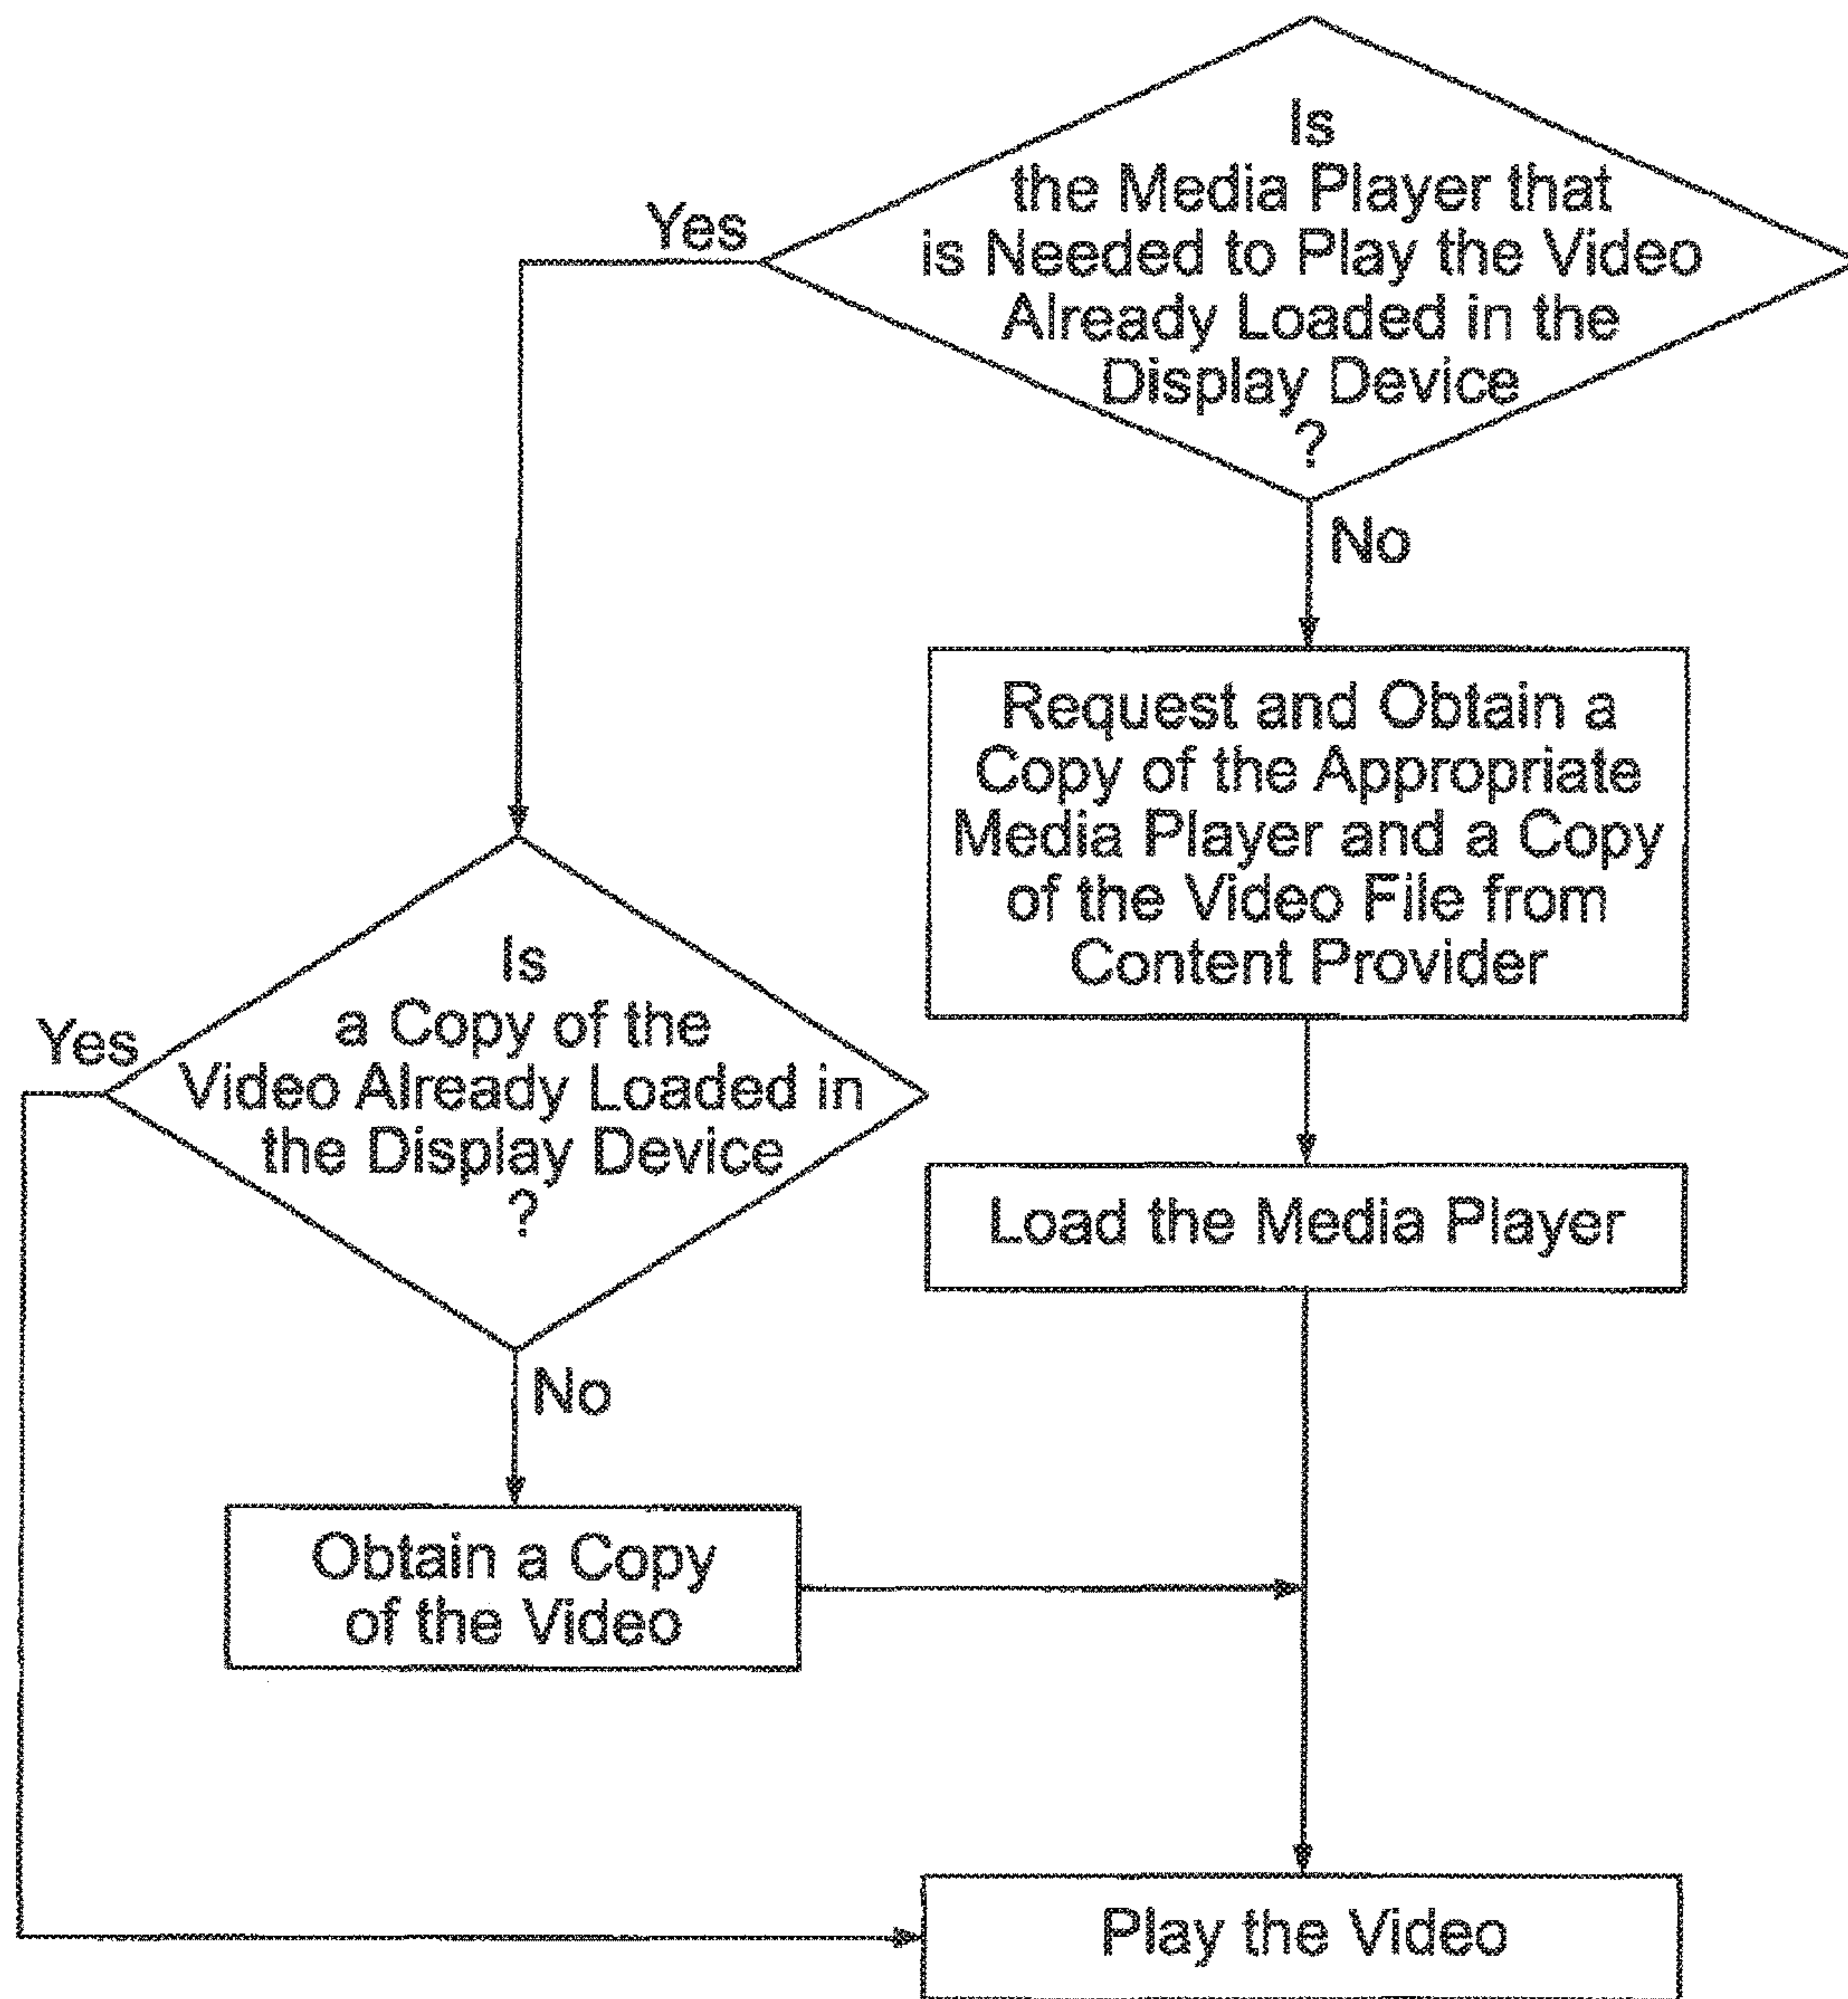 Is
the Media Player that
is Needed to Play the Video
Already Loaded in the
Display Device
?
Yes
No
Request and Obtain a
Copy of the Appropriate
Media Player and a Copy
of the Video File from
Content Provider
Is
a Copy of the
Video Already Loaded in
the Display Device
?
Yes
No
Load the Media Player
Obtain a Copy
of the Video
Play the Video